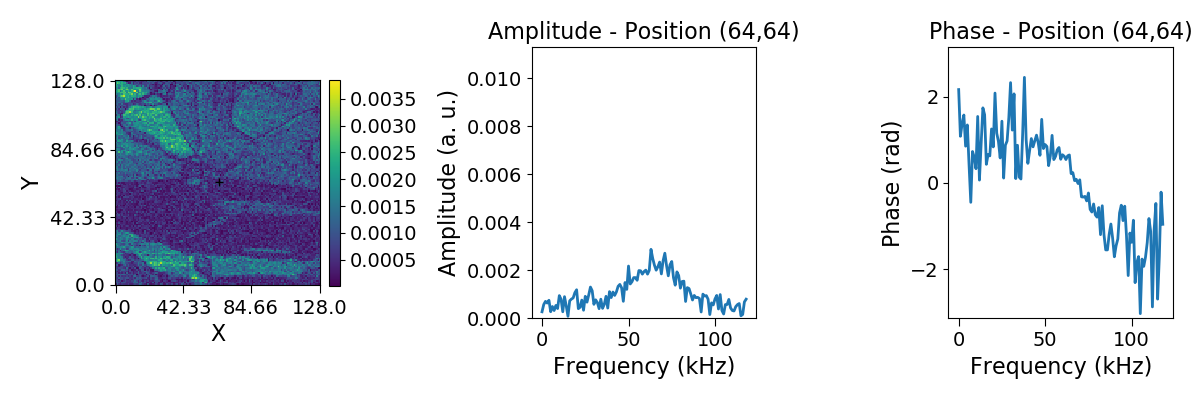 Amplitude - Position (64,64)
Phase - Position (64,64)
128.0
84.66
42.33
0.0
Y
0.0 42.33 84.66 128.0
X
0.0035
0.0030
0.0025
0.0020
0.0015
0.0010
0.0005
Amplitude (a. u.)
0.010
0.008
0.006
0.004
0.002
0.000
0 50 100
Frequency (kHz)
Phase (rad)
2
0
−2
0 50 100
Frequency (kHz)